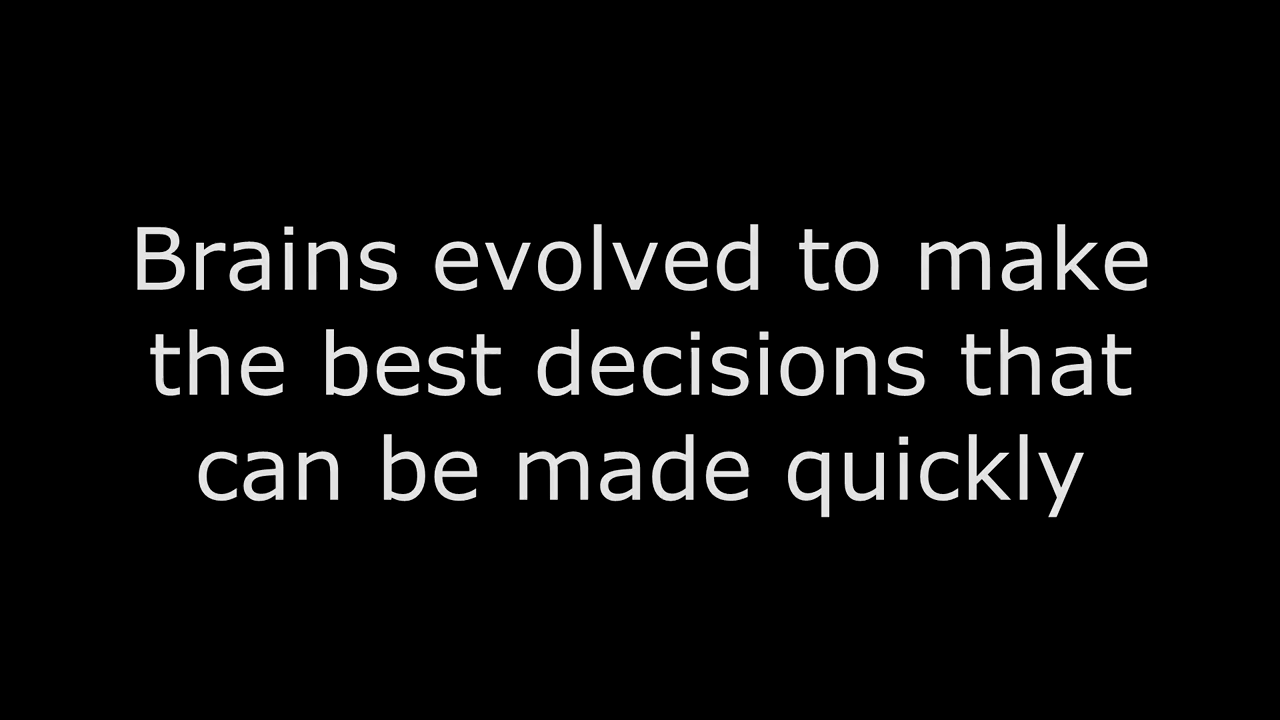 Brains evolved to make
the best decisions that
can be made quickly